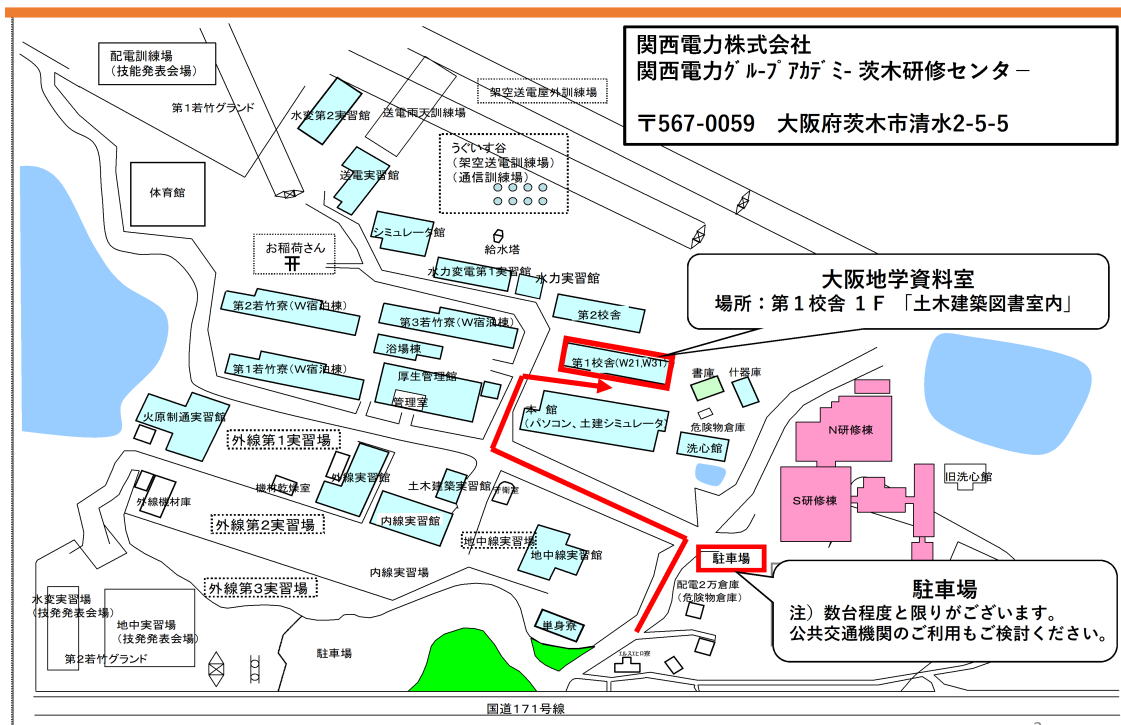 関西電力株式会社
関西電力ｸﾞﾙｰﾌﾟｱｶﾃﾞﾐｰ 茨木研修センター
〒567-0059　大阪府茨木市清水2-5-5
配電訓練場
（技能発表会場）
第1若竹グランド
水変第2実習館
送電雨天訓練場
架空送電屋外訓練場
うぐいす谷
（架空送電訓練場）
（通信訓練場）
送電実習館
体育館
シミュレータ館
給水塔
お稲荷さん
水力変電第1実習館
水力実習館
大阪地学資料室
場所：第１校舎 １Ｆ 「土木建築図書室内」
第2若竹寮(W宿泊棟)
第3若竹寮(W宿泊棟)
第2校舎
浴場棟
第1校舎(W21,W31)
第1若竹寮(W宿泊棟)
厚生管理館
管理室
書庫
什器庫
本　館
（パソコン、土建シミュレータ）
危険物倉庫
洗心館
火原制通実習館
外線第1実習場
N研修棟
外線実習館
機材乾燥室
土木建築実習館
守衛室
旧洗心館
外線機材庫
S研修棟
外線第2実習場
内線実習館
地中線実習場
地中線実習館
駐車場
内線実習場
外線第3実習場
配電2万倉庫
（危険物倉庫）
駐車場
注）数台程度と限りがございます。
公共交通機関のご利用もご検討ください。
水変実習場
（技発発表会場）
地中実習場
（技発発表会場）
単身寮
第2若竹グランド
駐車場
ｴﾙｽｴﾋﾛ寮
国道171号線